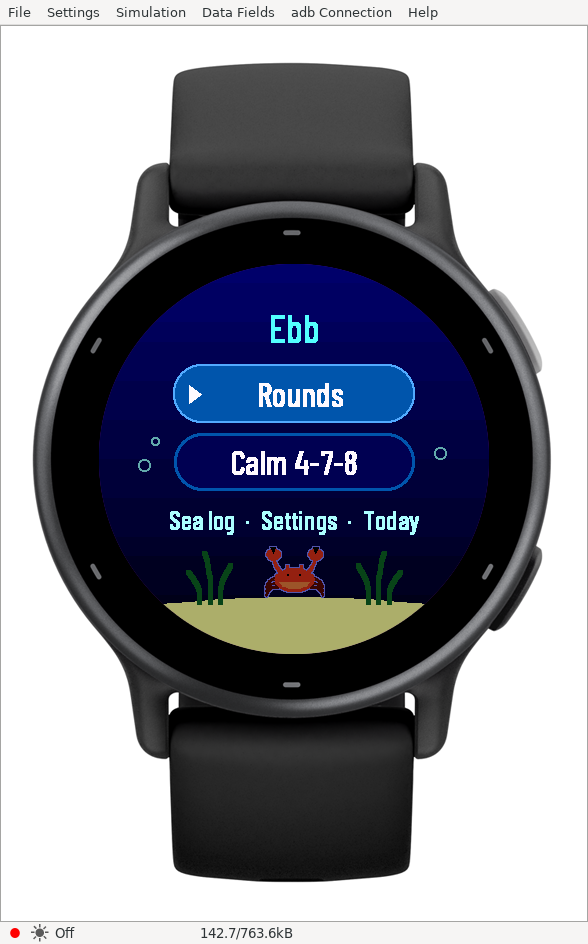 File Settings Simulation Data Fields adb Connection Help
Ebb
Rounds
Calm 4-7-8
Sea log · Settings · Today
Off 142.7/763.6kB